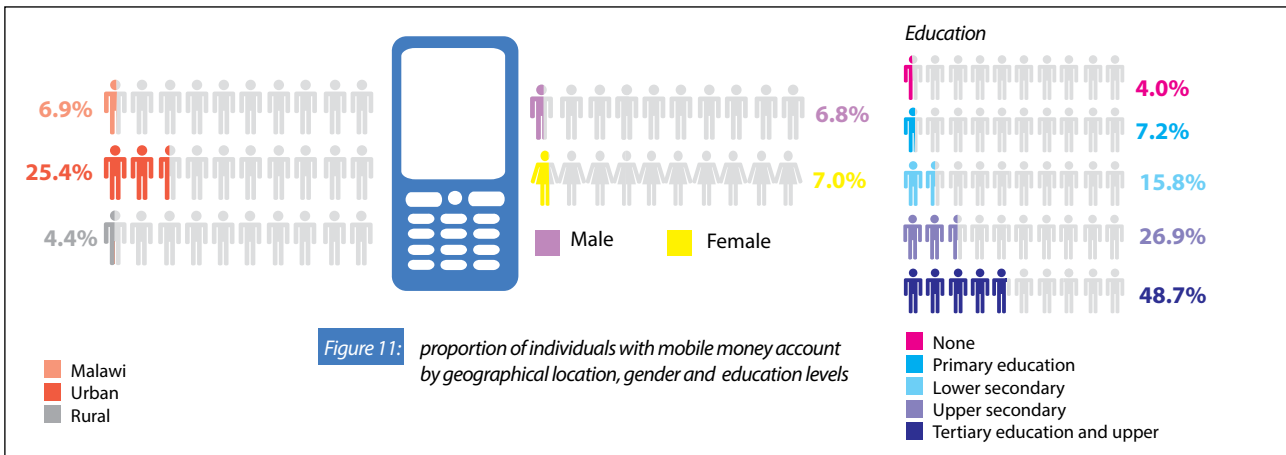 6.9%
25.4%
4.4%
Malawi
Urban
Rural
6.8%
7.0%
Male Female
Figure 11: proportion of individuals with mobile money account
by geographical location, gender and education levels
Education
4.0%
7.2%
15.8%
26.9%
48.7%
None
Primary education
Lower secondary
Upper secondary
Tertiary education and upper